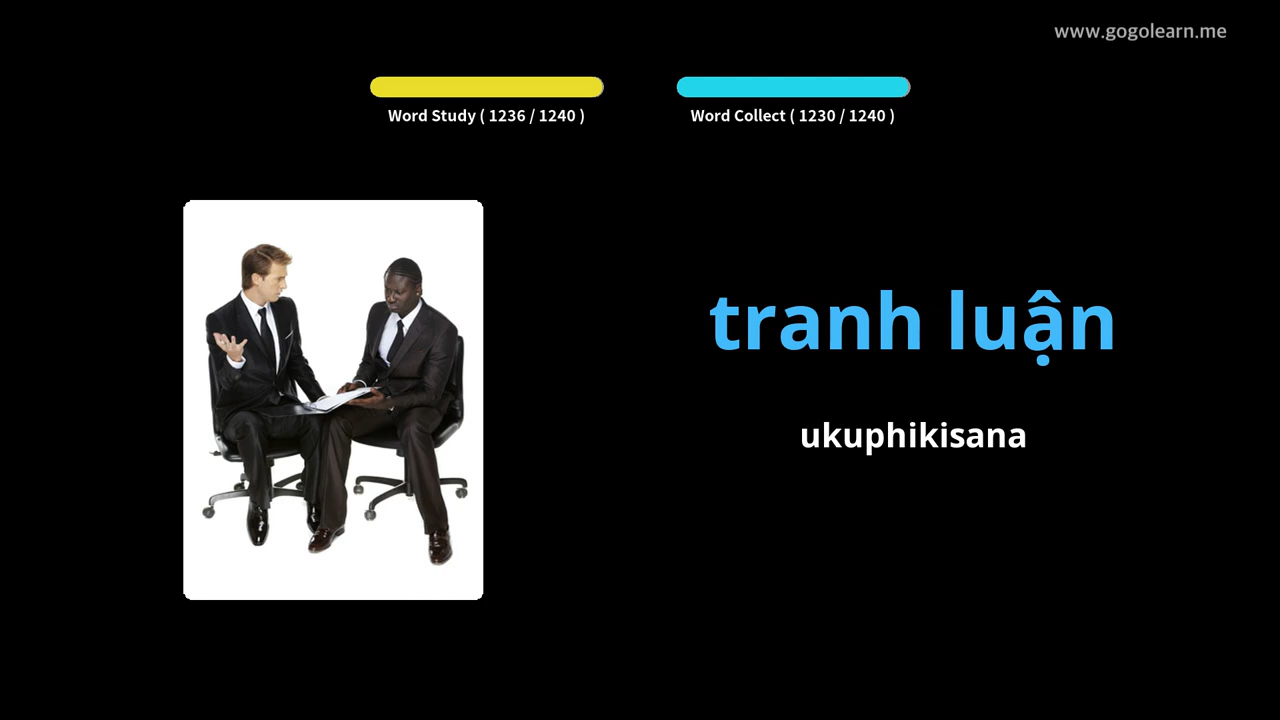 www.gogolearn.me
Word Study ( 1236 / 1240 )
Word Collect ( 1230 / 1240 )
tranh luận
ukuphikisana